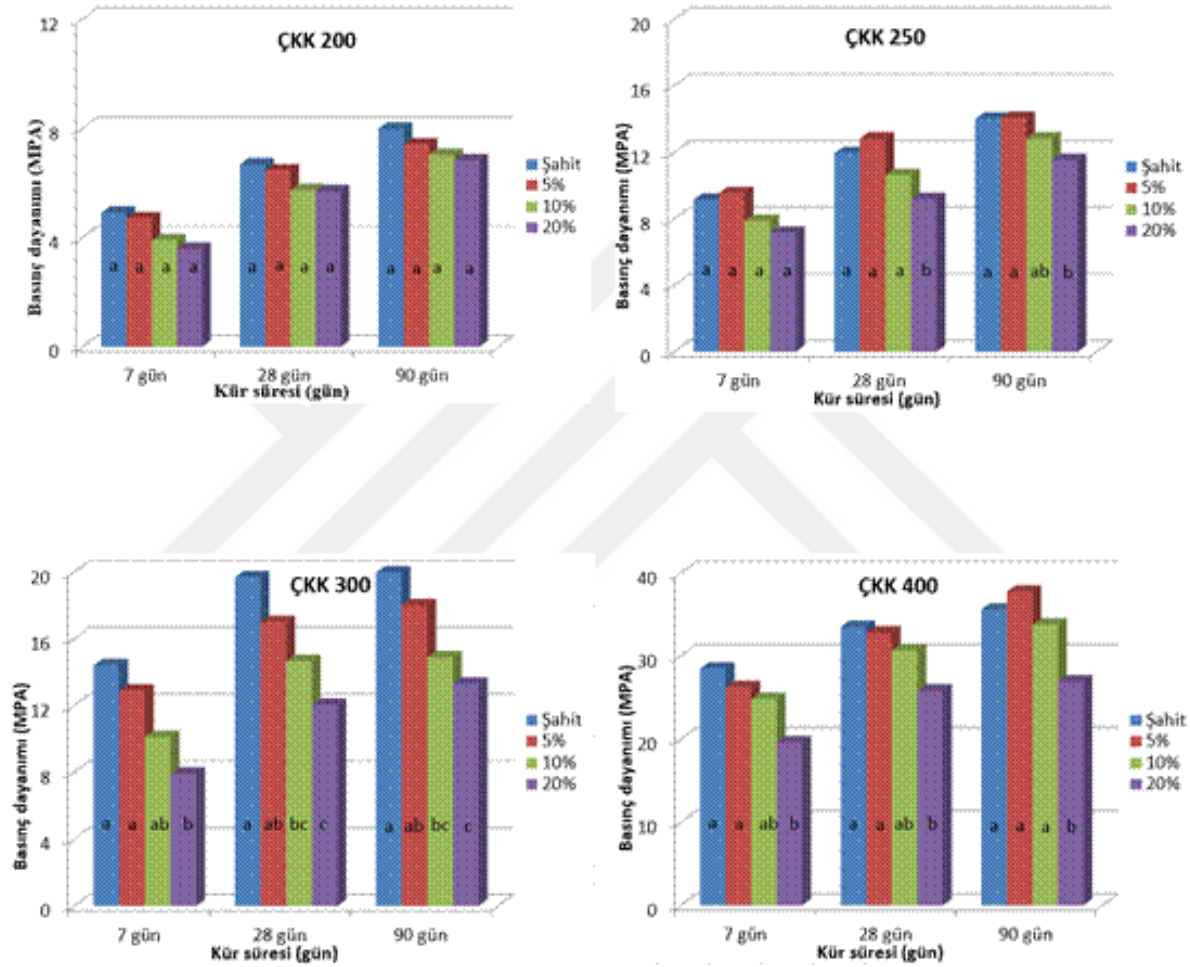 ÇKK 200
Basınç dayanımı (MPA)
12
8
4
0
a a a a
a a a a
a a a a
7 gün 28 gün 90 gün
Kür süresi (gün)
Şahit
5%
10%
20%
ÇKK 250
Basınç dayanımı (MPA)
20
16
12
8
4
0
a a a a
a a a b
a a ab b
7 gün 28 gün 90 gün
Kür süresi (gün)
Şahit
5%
10%
20%
ÇKK 300
Basınç dayanımı (MPA)
20
16
12
8
4
0
a a ab b
a ab bc c
a ab bc c
7 gün 28 gün 90 gün
Kür süresi (gün)
Şahit
5%
10%
20%
ÇKK 400
Basınç dayanımı (MPA)
40
30
20
10
0
a a ab b
a a ab b
a a a b
7 gün 28 gün 90 gün
Kür süresi (gün)
Şahit
5%
10%
20%